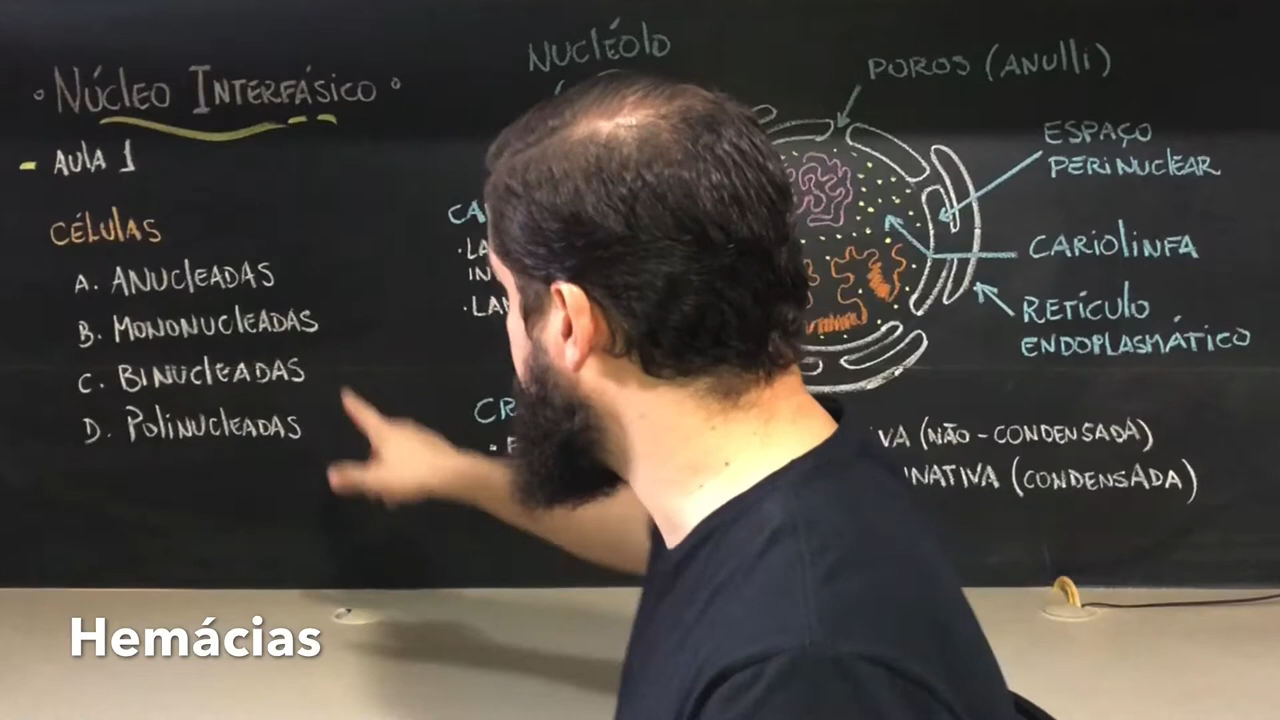 Núcleo Interfásico
Aula 1
Células
A. Anucleadas
B. Mononucleadas
C. Binucleadas
D. Polinucleadas
Nucléolo
Poros (Anulli)
Espaço
Perinuclear
Cariolinfa
Retículo
Endoplasmático
(não-condensada)
(condensada)
Hemácias